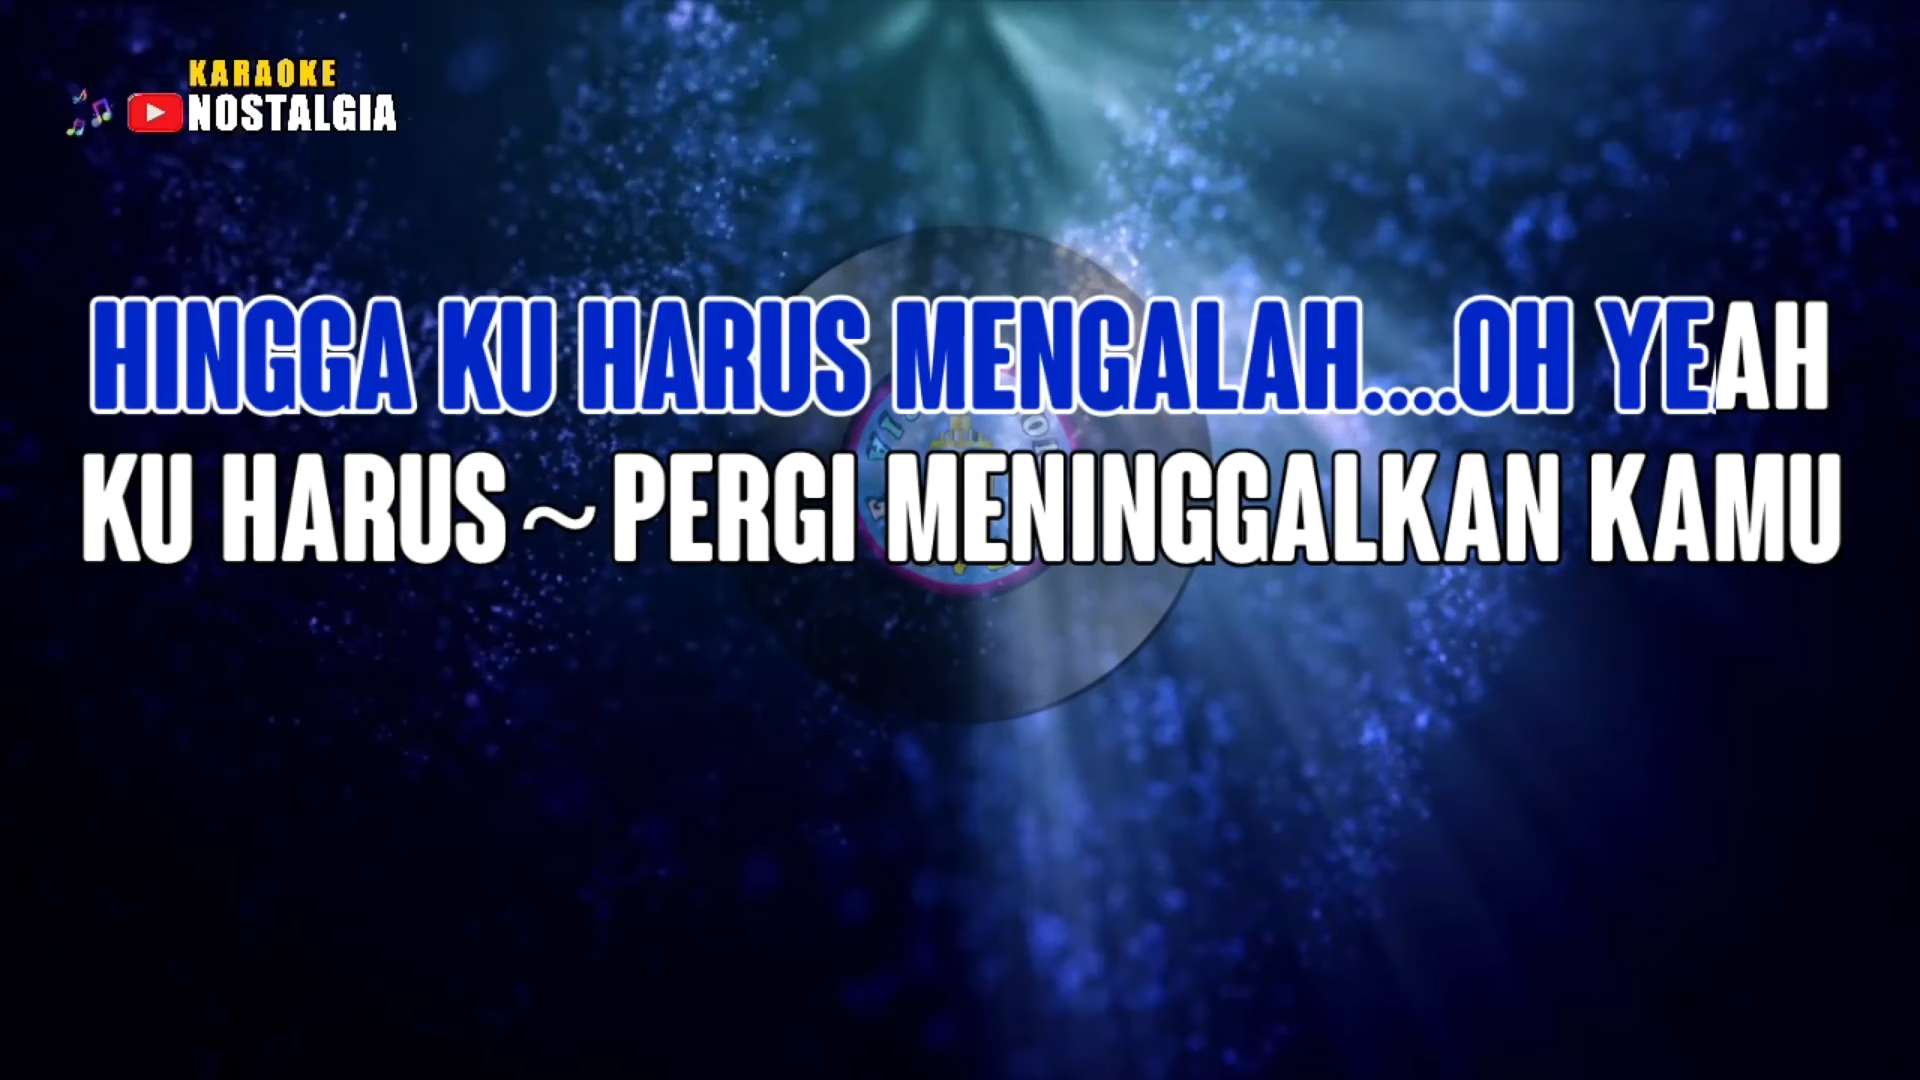 KARAOKE
NOSTALGIA
HINGGA KU HARUS MENGALAH....OH YEAH
KU HARUS ~ PERGI MENINGGALKAN KAMU